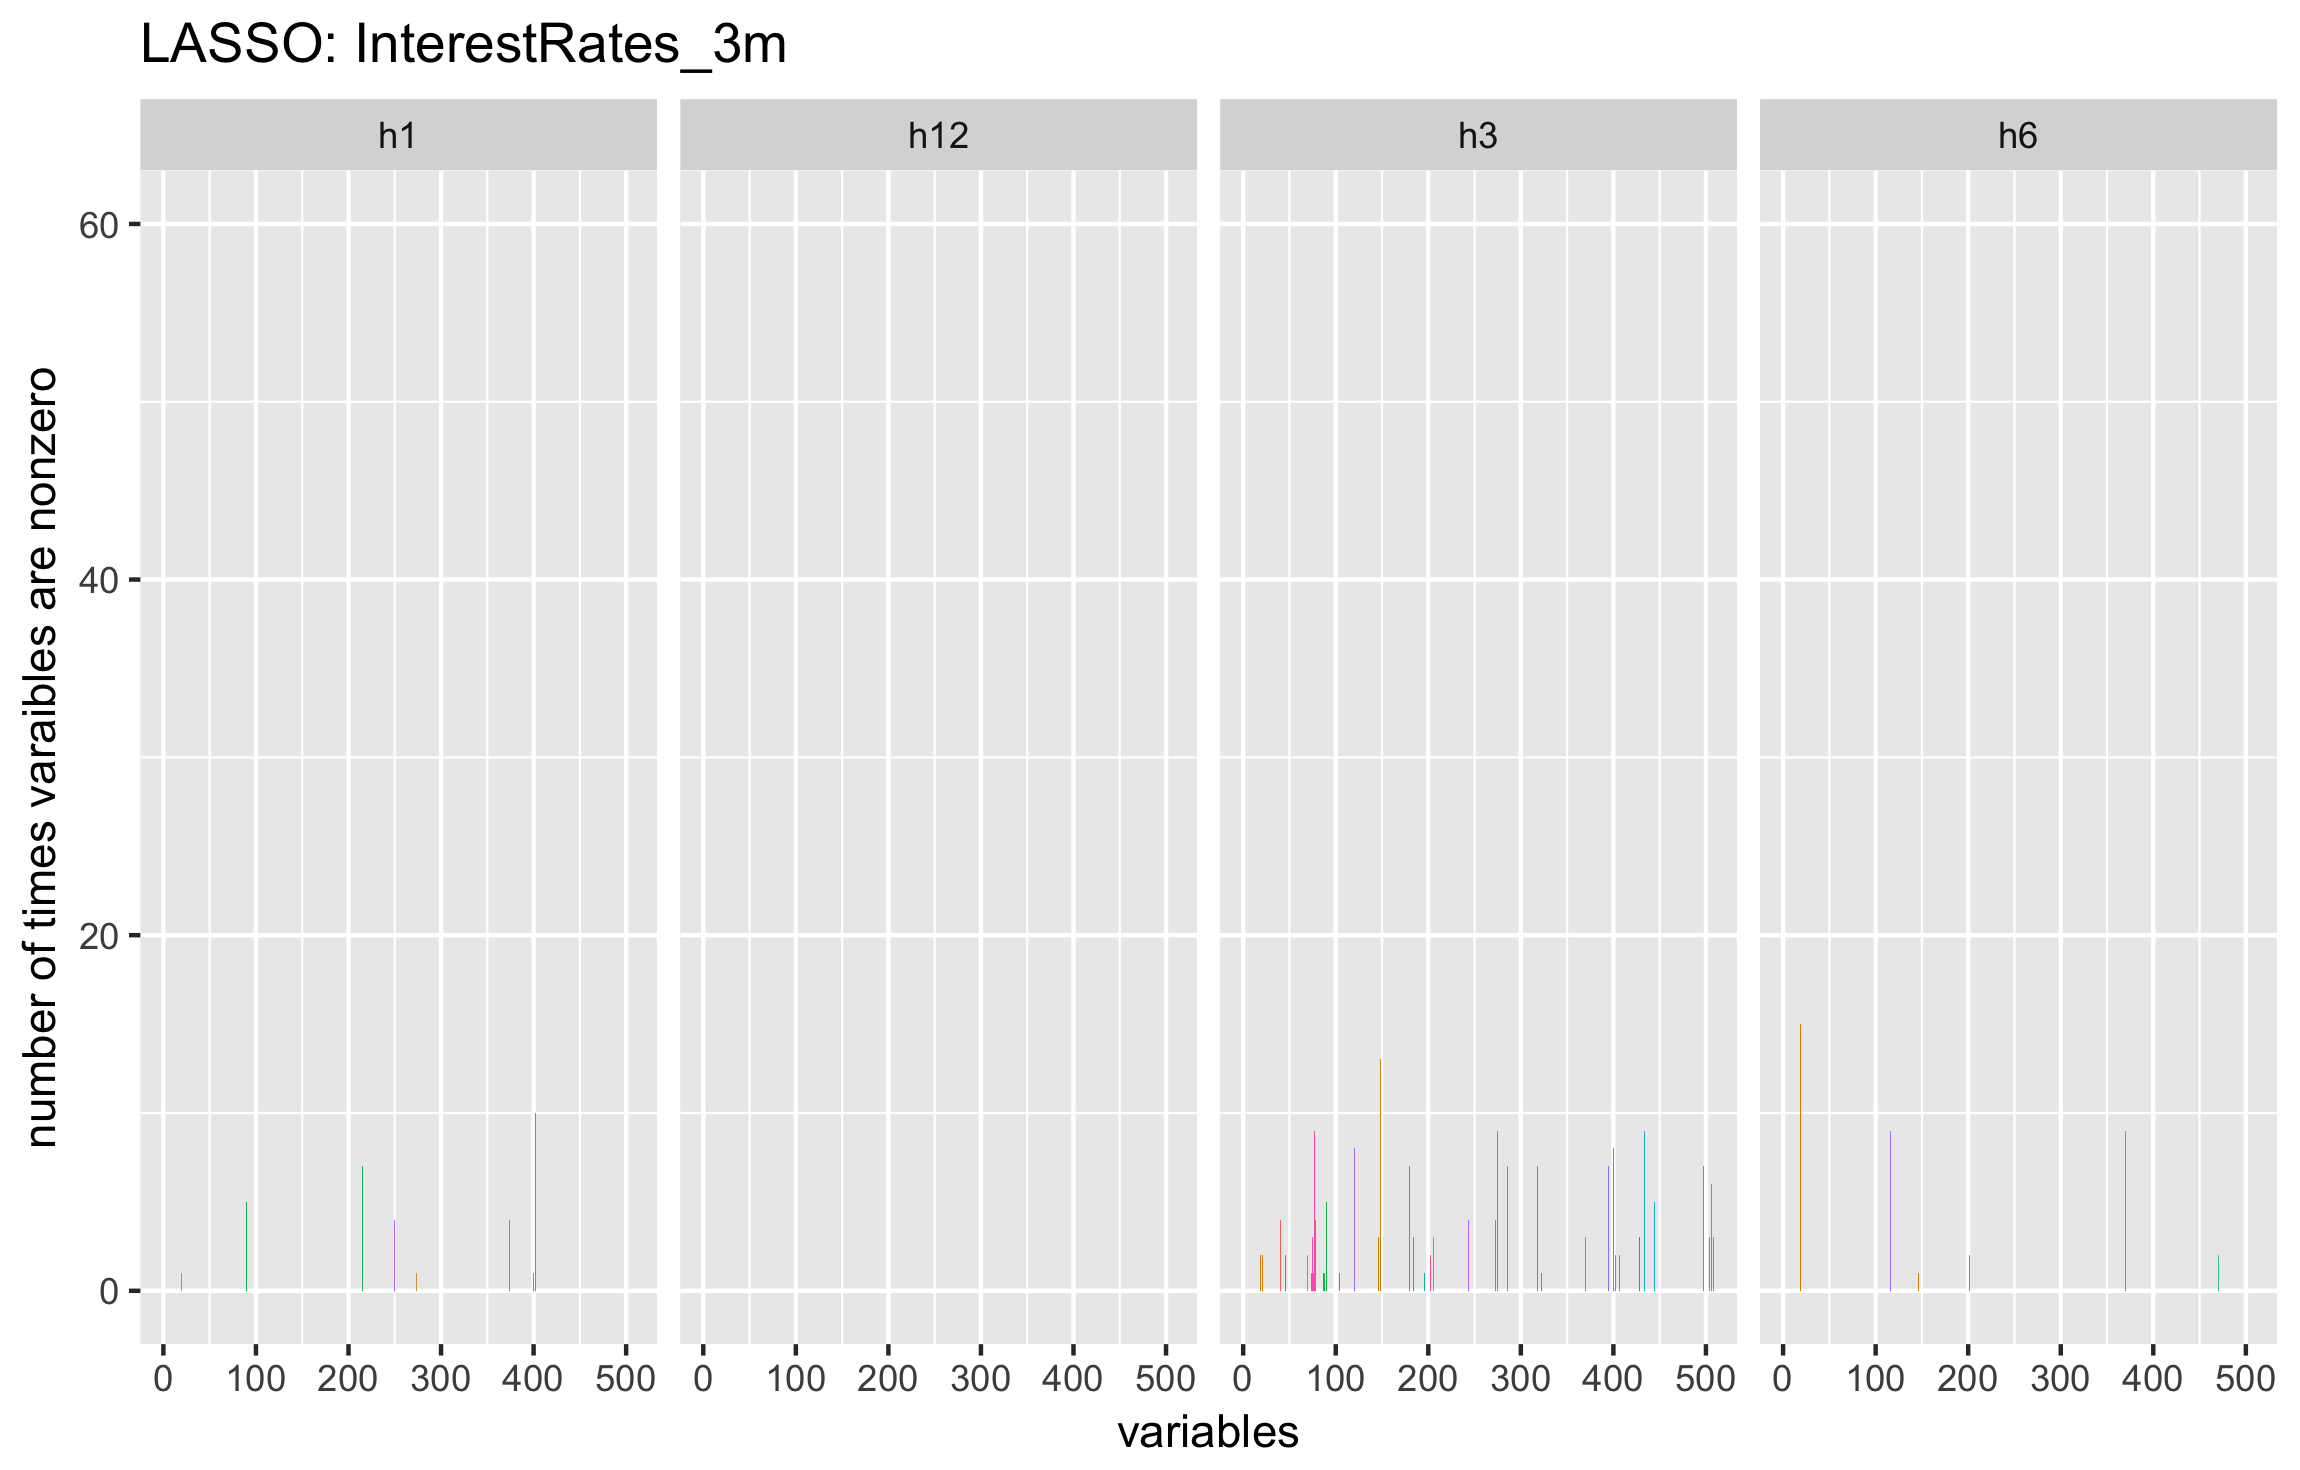 LASSO: InterestRates_3m
h1 h12 h3 h6
60
40
20
0
number of times varaibles are nonzero
0 100 200 300 400 500 0 100 200 300 400 500 0 100 200 300 400 500 0 100 200 300 400 500
variables